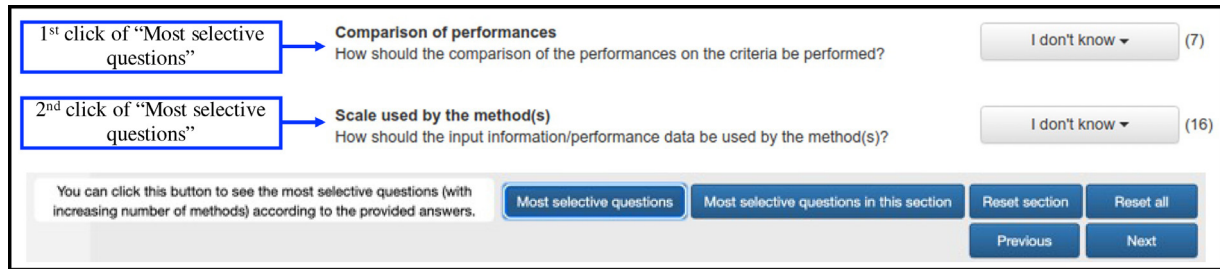 1st click of “Most selective
questions”
Comparison of performances
How should the comparison of the performances on the criteria be performed?
I don't know
(7)
2nd click of “Most selective
questions”
Scale used by the method(s)
How should the input information/performance data be used by the method(s)?
I don't know
(16)
You can click this button to see the most selective questions (with
increasing number of methods) according to the provided answers.
Most selective questions
Most selective questions in this section
Reset section
Reset all
Previous
Next